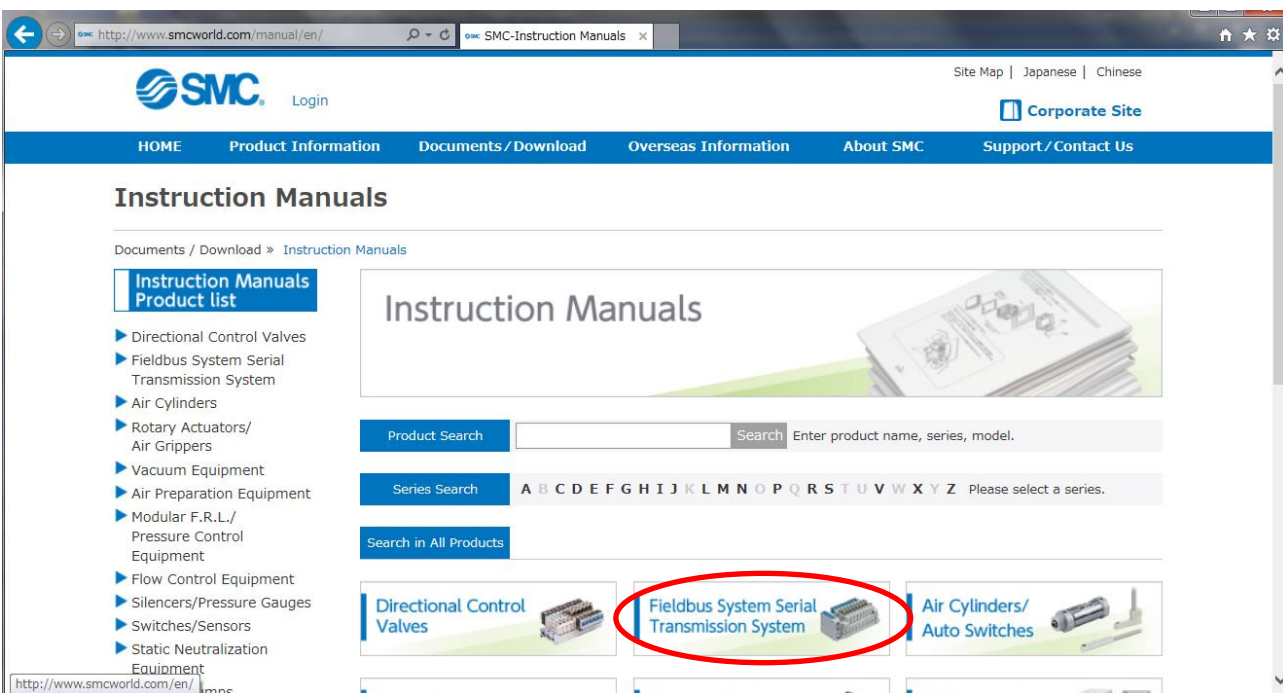 http://www.smcworld.com/manual/en/
SMC-Instruction Manuals
Site Map | Japanese | Chinese
SMC.
Login
Corporate Site
HOME Product Information Documents/Download Overseas Information About SMC Support/Contact Us
Instruction Manuals
Documents / Download » Instruction Manuals
Instruction Manuals
Product list
Directional Control Valves
Fieldbus System Serial
Transmission System
Air Cylinders
Rotary Actuators/
Air Grippers
Vacuum Equipment
Air Preparation Equipment
Modular F.R.L./
Pressure Control
Equipment
Flow Control Equipment
Silencers/Pressure Gauges
Switches/Sensors
Static Neutralization
Equipment
Instruction Manuals
Product Search Search Enter product name, series, model.
Series Search A B C D E F G H I J K L M N O P Q R S T U V W X Y Z Please select a series.
Search in All Products
Directional Control
Valves
Fieldbus System Serial
Transmission System
Air Cylinders/
Auto Switches
http://www.smcworld.com/en/